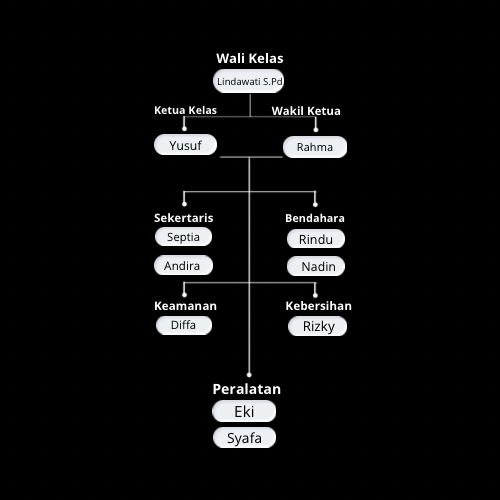 Wali Kelas
Lindawati S.Pd
Ketua Kelas
Wakil Ketua
Yusuf
Rahma
Sekertaris
Bendahara
Septia
Rindu
Andira
Nadin
Keamanan
Kebersihan
Diffa
Rizky
Peralatan
Eki
Syafa